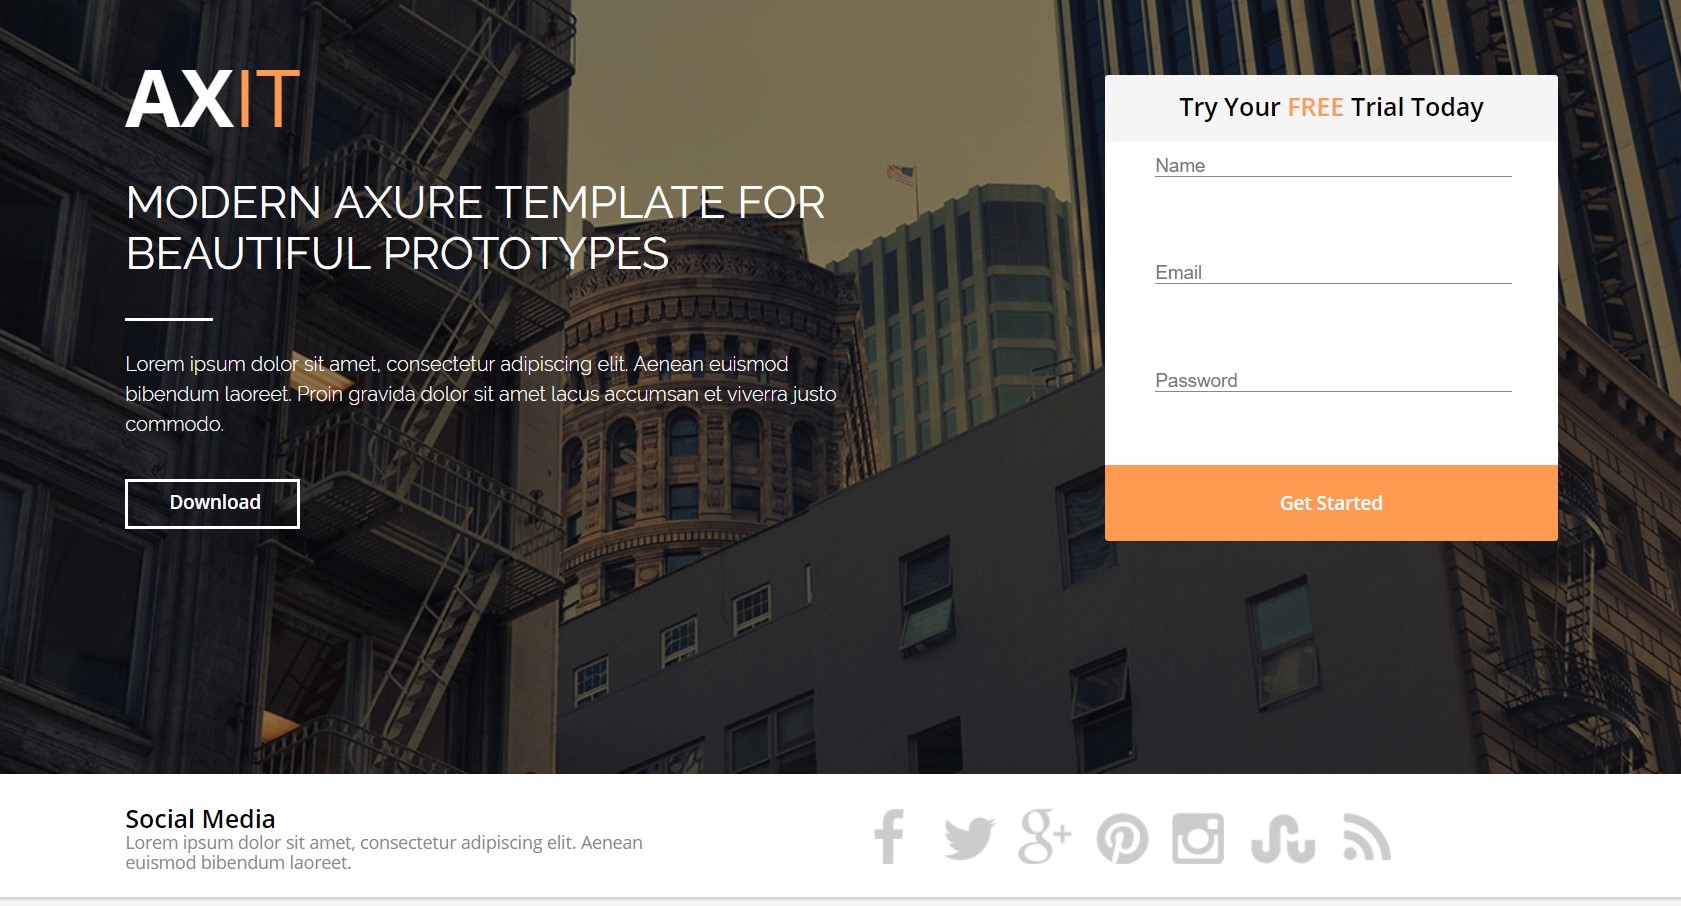 AXIT
MODERN AXURE TEMPLATE FOR
BEAUTIFUL PROTOTYPES
Lorem ipsum dolor sit amet, consectetur adipiscing elit. Aenean euismod
bibendum laoreet. Proin gravida dolor sit amet lacus accumsan et viverra justo
commodo.
Download
Try Your FREE Trial Today
Name
Email
Password
Get Started
Social Media
Lorem ipsum dolor sit amet, consectetur adipiscing elit. Aenean
euismod bibendum laoreet.